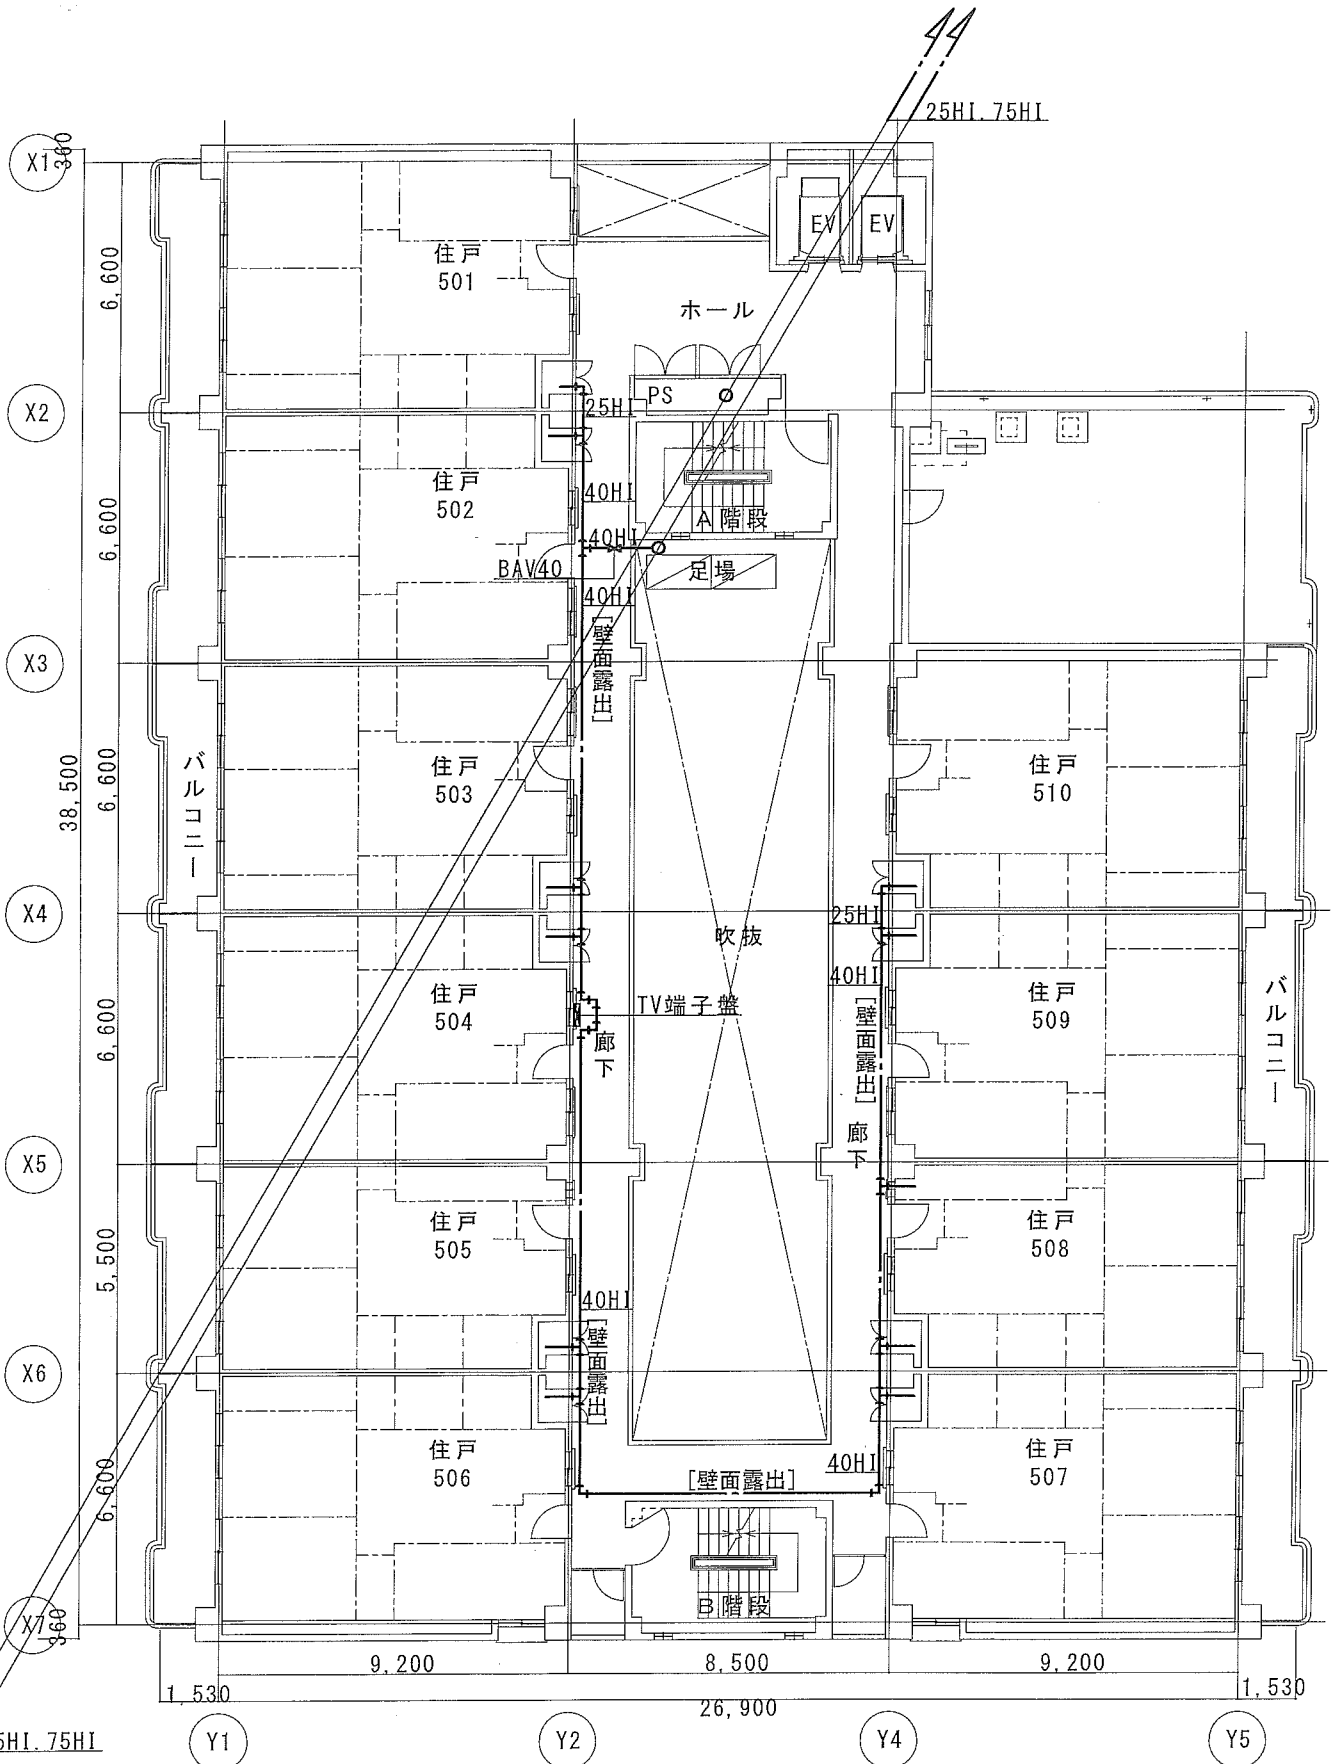 25HI.75HI
X1
360
EV
EV
6,600
住戸
501
ホール
X2
PS
25HI
住戸
502
40HI
A階段
6,600
40HI
BAV40
足場
40HI
[壁面露出]
X3
バルコニー
住戸
503
住戸
510
38,500
6,600
X4
25HI
吹抜
40HI
住戸
504
TV端子盤
[壁面露出]
住戸
509
バルコニー
6,600
廊下
廊下
X5
住戸
505
住戸
508
5,500
40HI
[壁面露出]
X6
住戸
506
40HI
住戸
507
[壁面露出]
6,600
B階段
X7
360
9,200
8,500
9,200
1,530
26,900
1,530
5HI.75HI
Y1
Y2
Y4
Y5